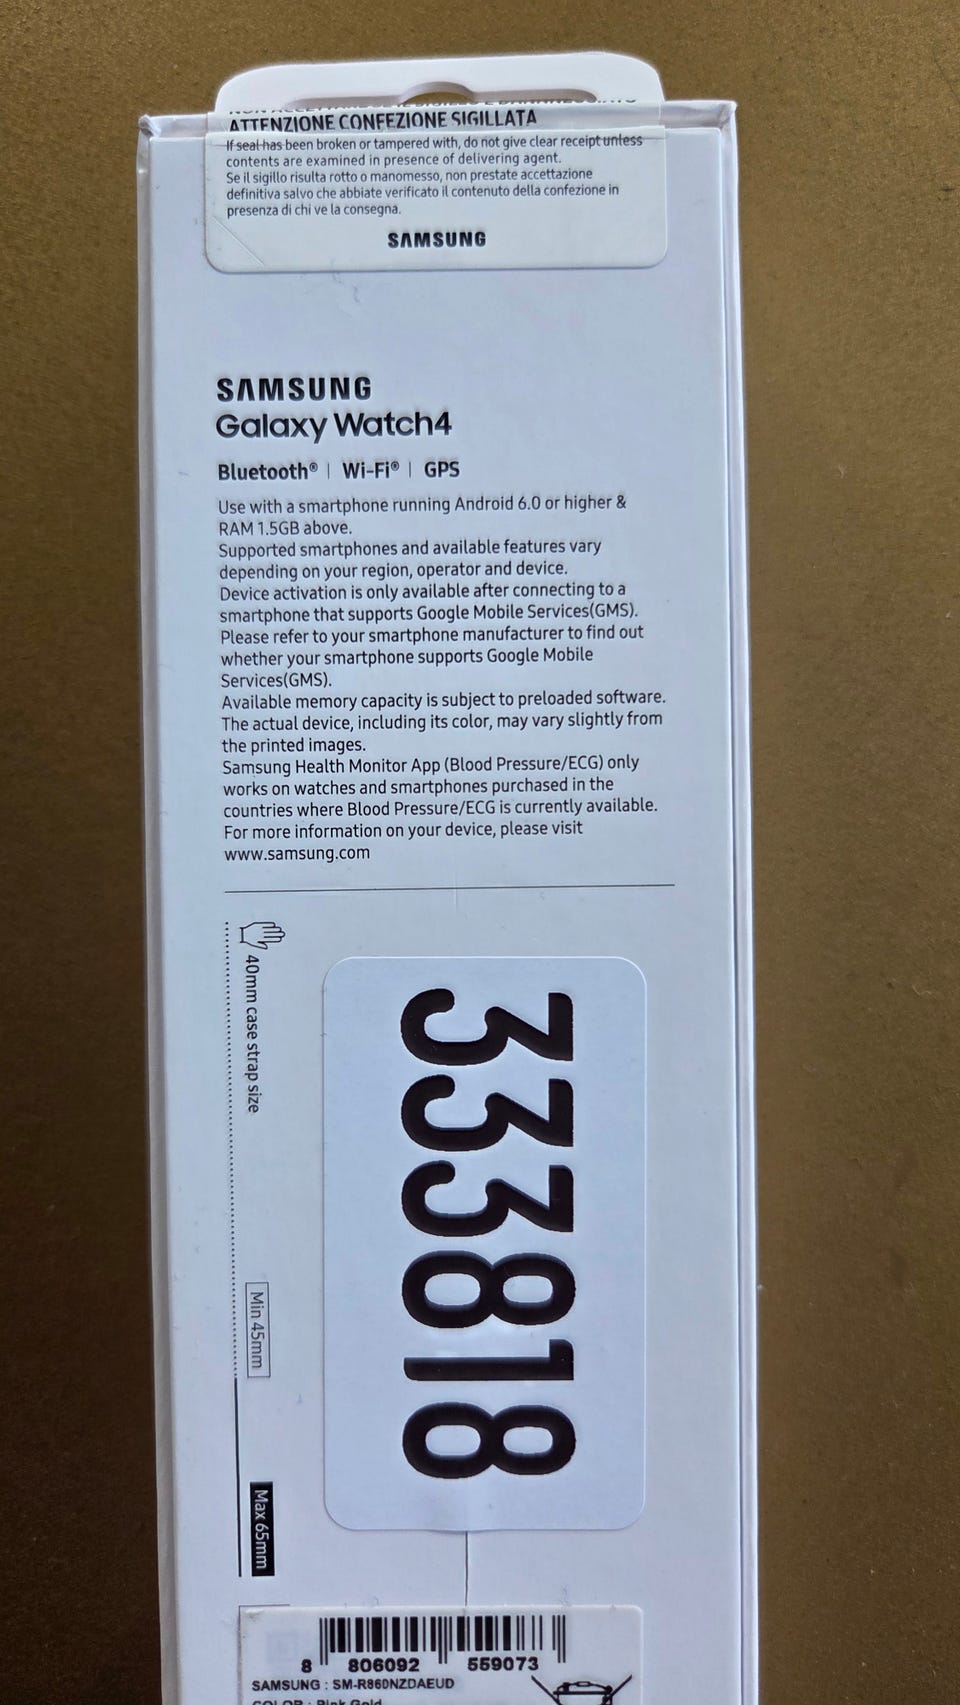 ATTENZIONE CONFEZIONE SIGILLATA
If seal has been broken or tampered with, do not give clear receipt unless
contents are examined in presence of delivering agent.
Se il sigillo risulta rotto o manomesso, non prestate accettazione
definitiva salvo che abbiate verificato il contenuto della confezione in
presenza di chi ve la consegna.
SAMSUNG
SAMSUNG
Galaxy Watch4
Bluetooth® | Wi-Fi® | GPS
Use with a smartphone running Android 6.0 or higher &
RAM 1.5GB above.
Supported smartphones and available features vary
depending on your region, operator and device.
Device activation is only available after connecting to a
smartphone that supports Google Mobile Services(GMS).
Please refer to your smartphone manufacturer to find out
whether your smartphone supports Google Mobile
Services(GMS).
Available memory capacity is subject to preloaded software.
The actual device, including its color, may vary slightly from
the printed images.
Samsung Health Monitor App (Blood Pressure/ECG) only
works on watches and smartphones purchased in the
countries where Blood Pressure/ECG is currently available.
For more information on your device, please visit
www.samsung.com
40mm case strap size
Min 45mm
Max 65mm
333818
8 806092 559073
SAMSUNG : SM-R860NZDAEUD
COLOR : Pink Gold